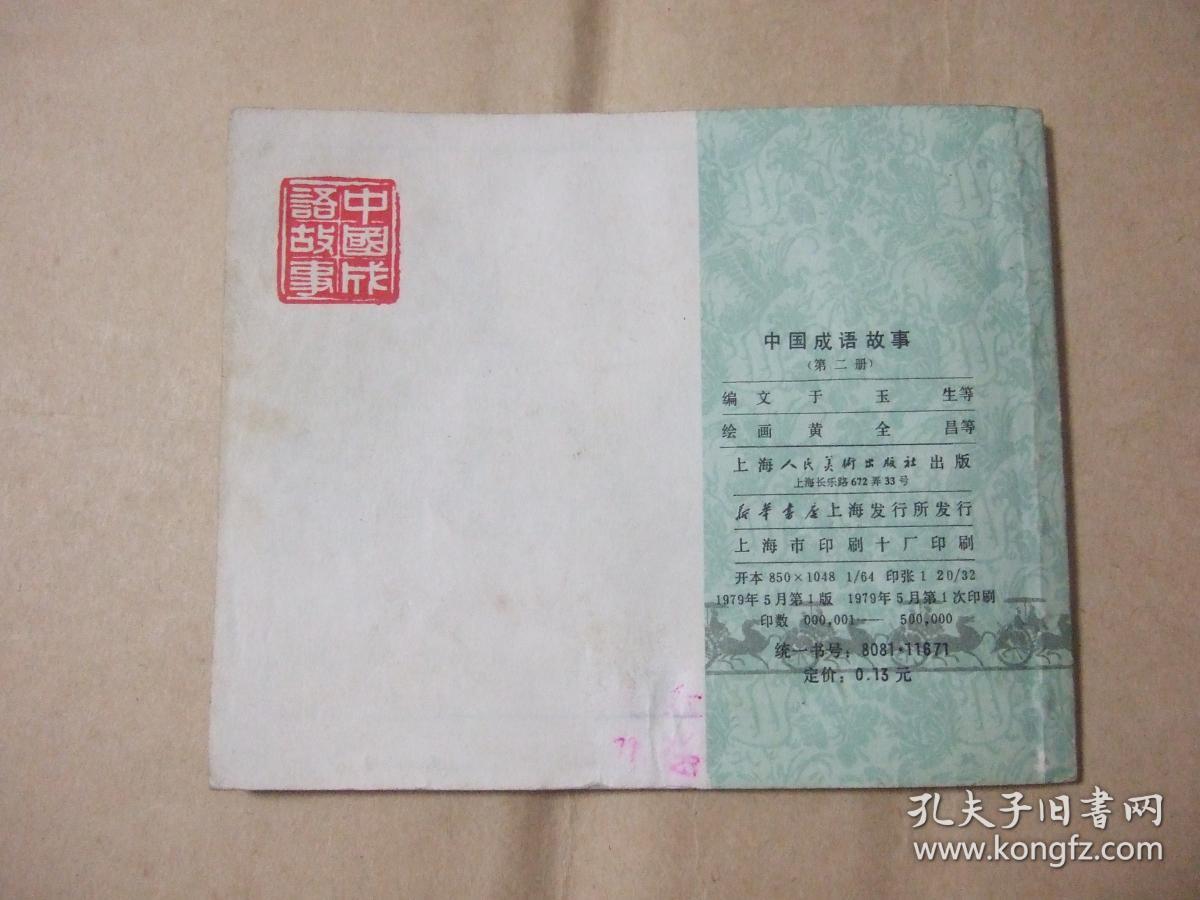 中國成
語故事
中国成语故事
(第二册)
编文 于玉生等
绘画 黄全昌等
上海人民美術出版社出版
上海长乐路672弄33号
新华书店上海发行所发行
上海市印刷十厂印刷
开本 850×1048 1/64 印张 1 20/32
1979年5月第1版 1979年5月第1次印刷
印数 000,001—— 500,000
统一书号: 8081·11671
定价: 0.13 元
孔夫子旧书网
www.kongfz.com